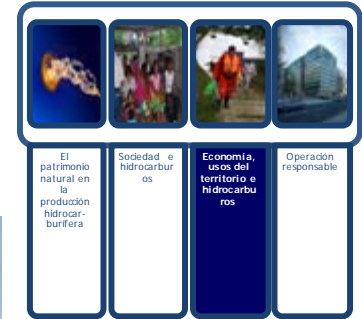 El
patrimonio
natural en
la
producción
hidrocar-
burífera
Sociedad e
hidrocarbur
os
Economía,
usos del
territorio e
hidrocarbu
ros
Operación
responsable